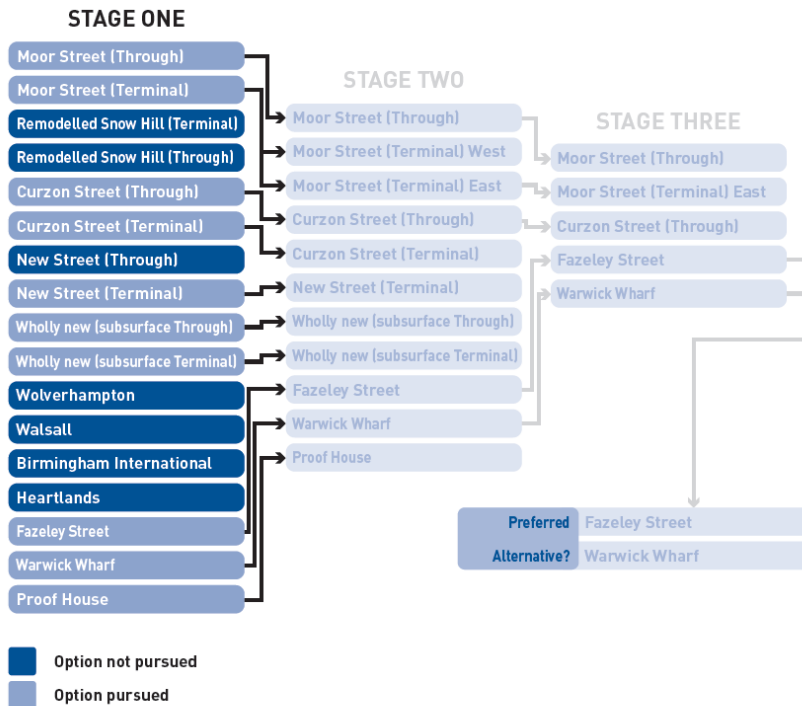 STAGE ONE
Moor Street (Through)
Moor Street (Terminal)
Remodelled Snow Hill (Terminal)
Remodelled Snow Hill (Through)
Curzon Street (Through)
Curzon Street (Terminal)
New Street (Through)
New Street (Terminal)
Wholly new (subsurface Through)
Wholly new (subsurface Terminal)
Wolverhampton
Walsall
Birmingham International
Heartlands
Fazeley Street
Warwick Wharf
Proof House
STAGE TWO
Moor Street (Through)
Moor Street (Terminal) West
Moor Street (Terminal) East
Curzon Street (Through)
Curzon Street (Terminal)
New Street (Terminal)
Wholly new (subsurface Through)
Wholly new (subsurface Terminal)
Fazeley Street
Warwick Wharf
Proof House
STAGE THREE
Moor Street (Through)
Moor Street (Terminal) East
Curzon Street (Through)
Fazeley Street
Warwick Wharf
Preferred Fazeley Street
Alternative? Warwick Wharf
Option not pursued
Option pursued